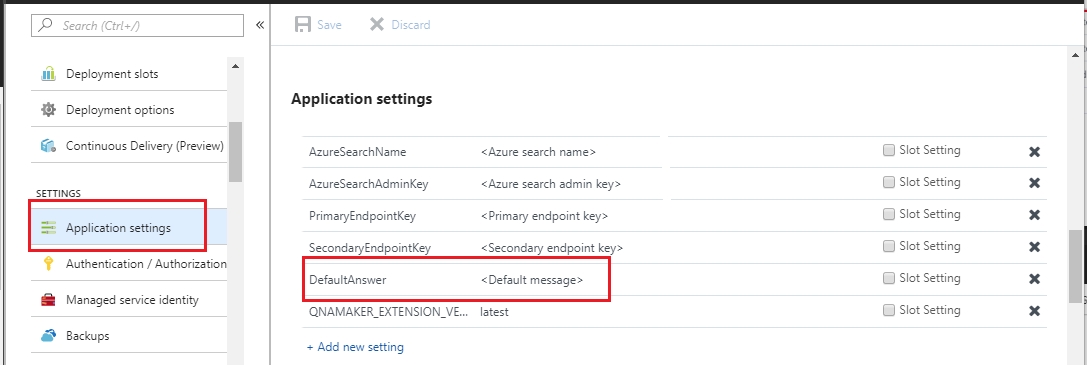 Search (Ctrl+/)
«
Deployment slots
Deployment options
Continuous Delivery (Preview)
SETTINGS
Application settings
Authentication / Authorization
Managed service identity
Backups
Save Discard
Application settings
AzureSearchName <Azure search name> Slot Setting
AzureSearchAdminKey <Azure search admin key> Slot Setting
PrimaryEndpointKey <Primary endpoint key> Slot Setting
SecondaryEndpointKey <Secondary endpoint key> Slot Setting
DefaultAnswer <Default message> Slot Setting
QNAMAKER_EXTENSION_VE... latest Slot Setting
+ Add new setting